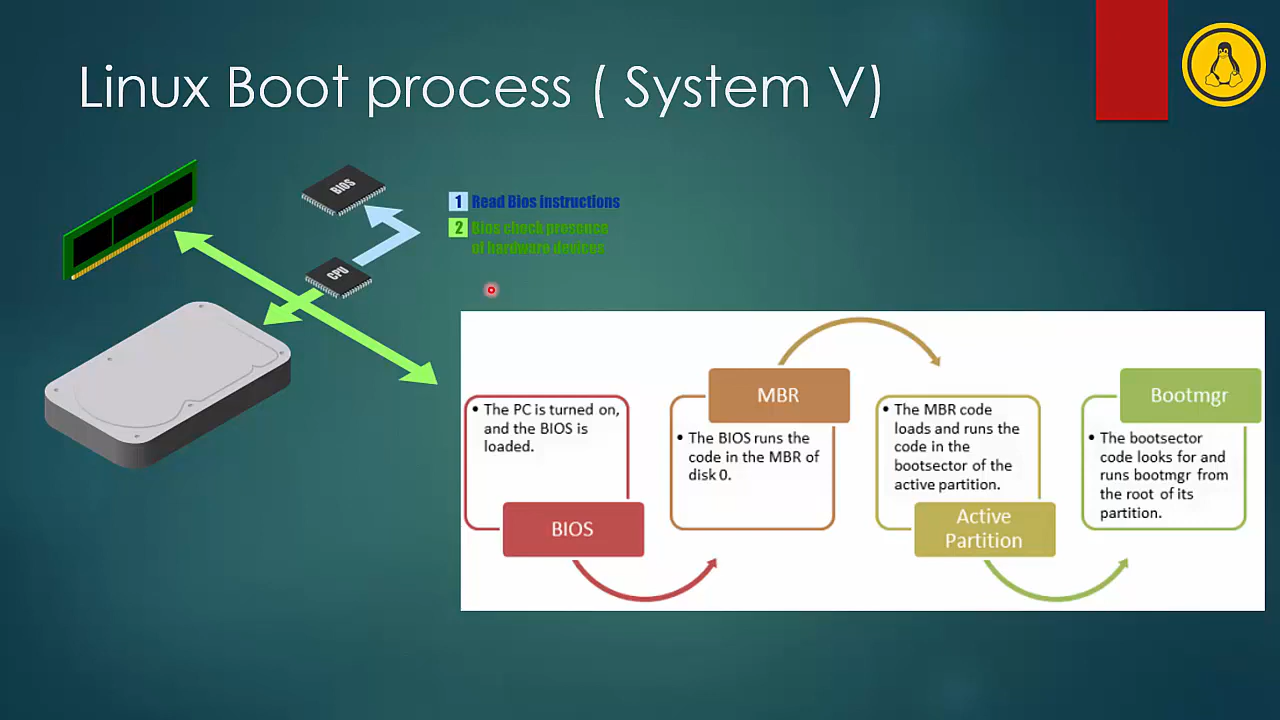 Linux Boot process ( System V)
BIOS
CPU
1 Read Bios instructions
2 Bios check presence
of hardware devices
• The PC is turned on,
and the BIOS is
loaded.
BIOS
MBR
• The BIOS runs the
code in the MBR of
disk 0.
• The MBR code
loads and runs the
code in the
bootsector of the
active partition.
Active
Partition
Bootmgr
• The bootsector
code looks for and
runs bootmgr from
the root of its
partition.